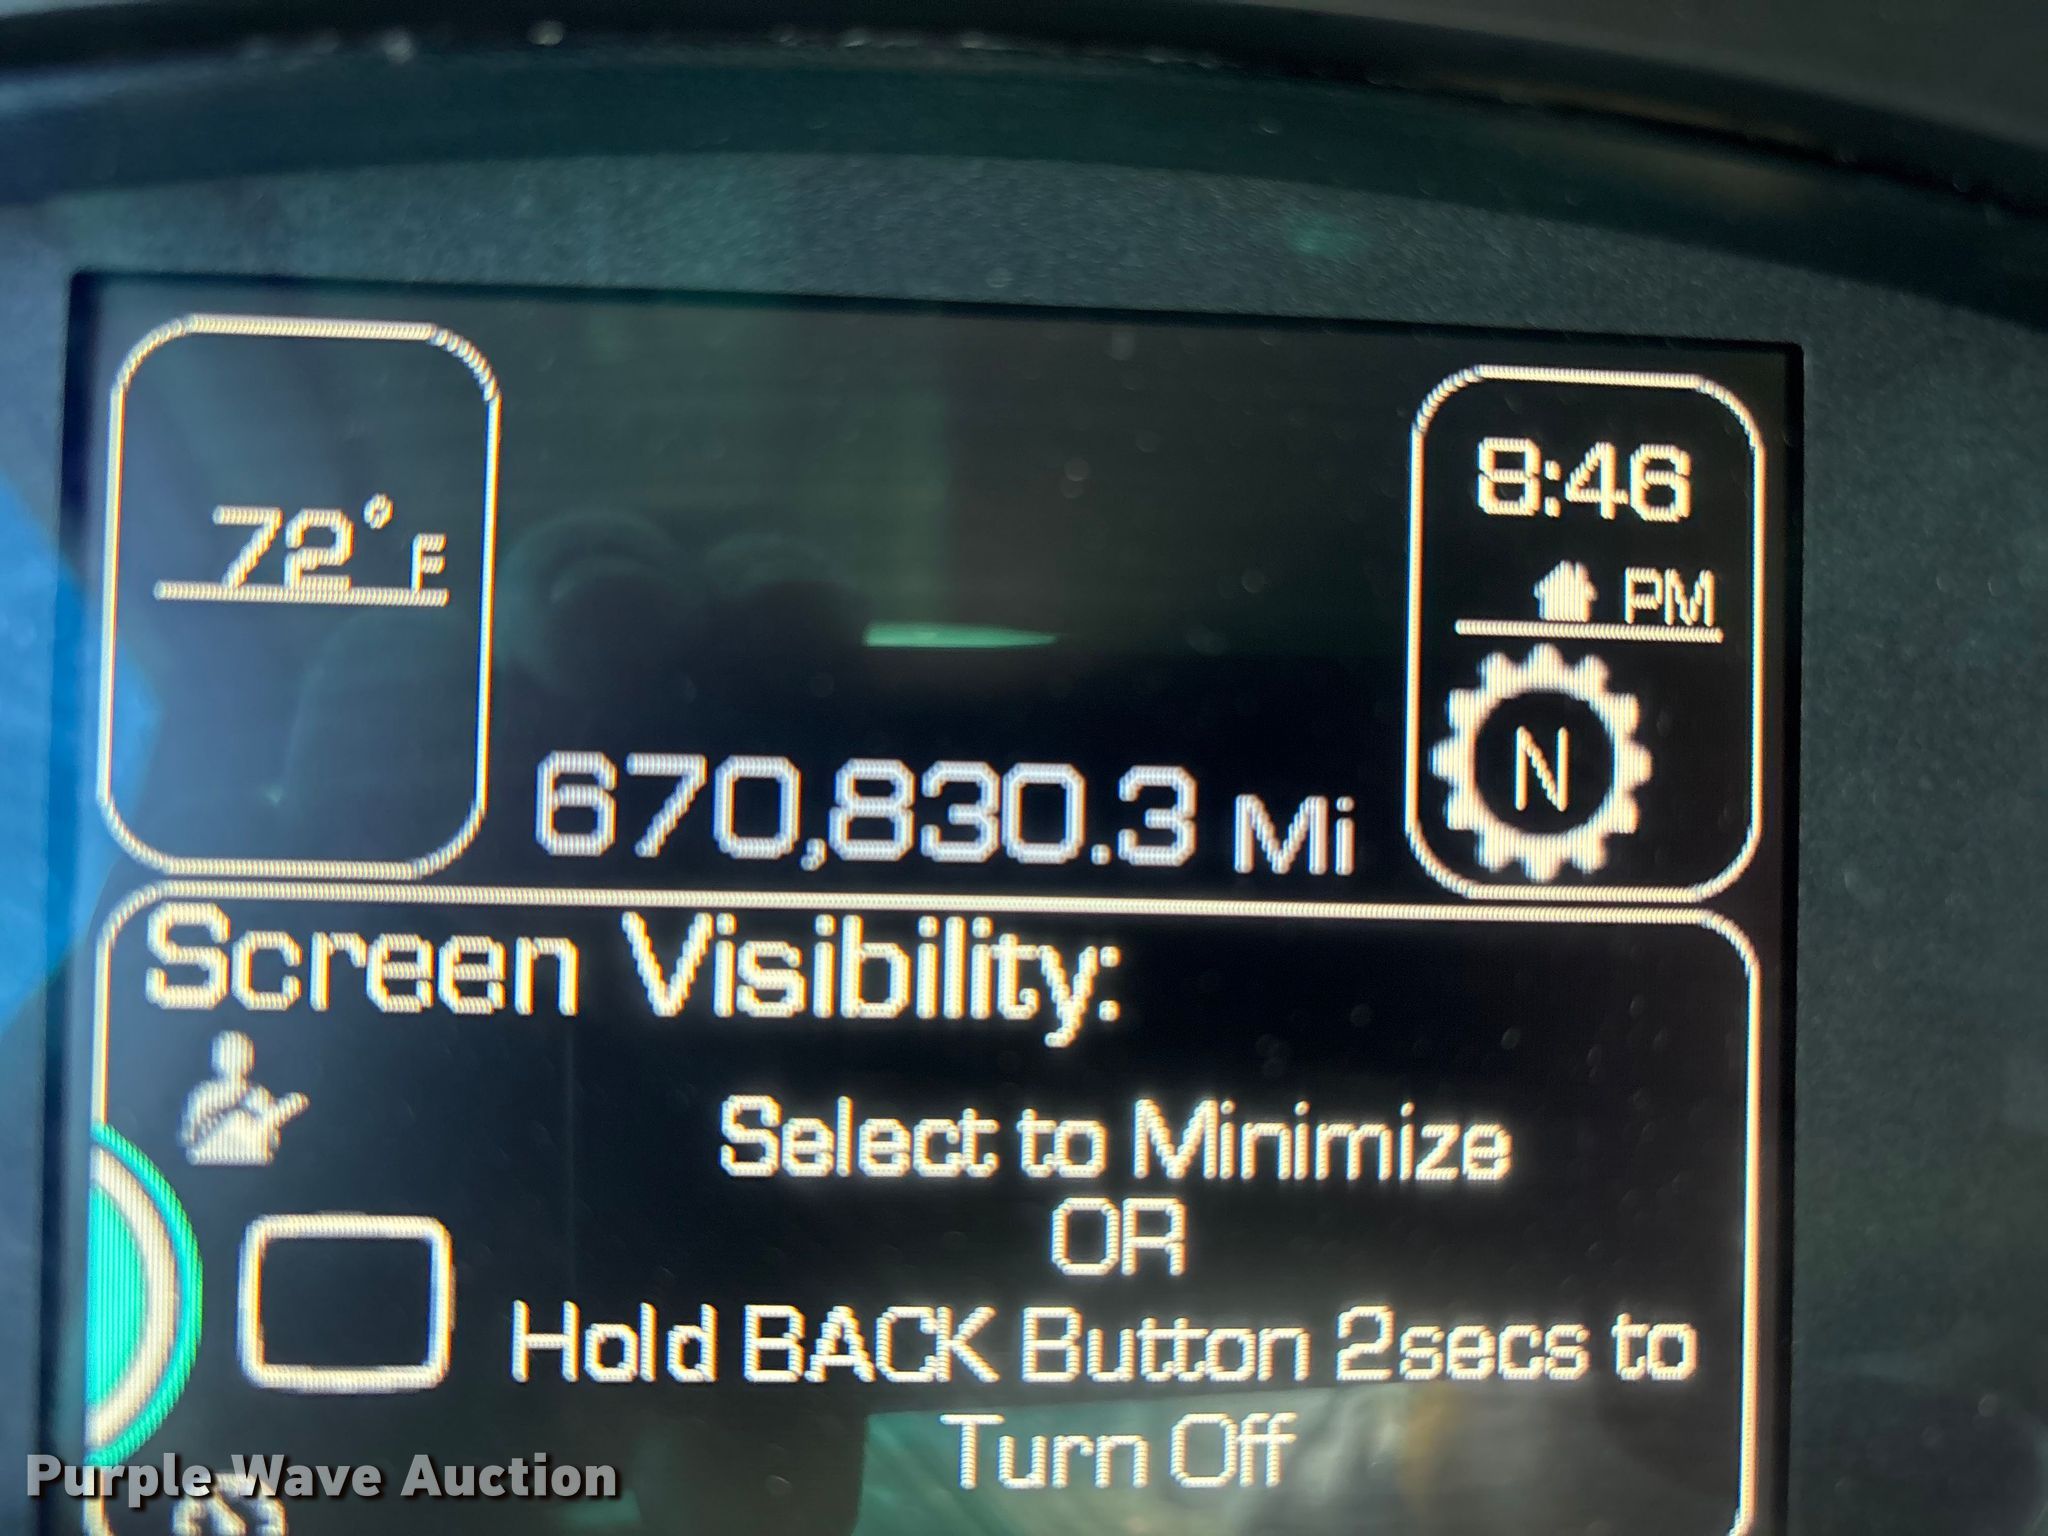 72° F
8:46
PM
N
670,830.3 Mi
Screen Visibility:
Select to Minimize
OR
Hold BACK Button 2secs to
Turn Off
Purple Wave Auction